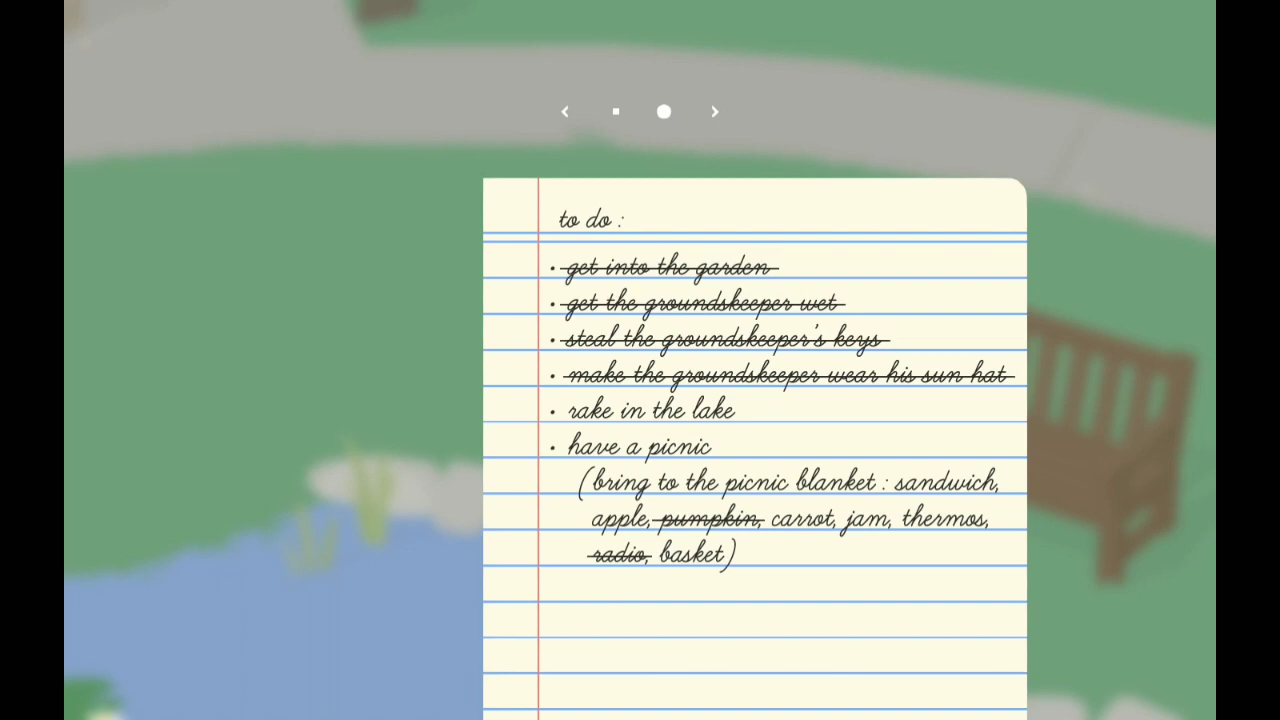 to do :
• get into the garden
• get the groundskeeper wet
• steal the groundskeeper's keys
• make the groundskeeper wear his sun hat
• rake in the lake
• have a picnic
(bring to the picnic blanket : sandwich,
apple, pumpkin, carrot, jam, thermos,
radio, basket)